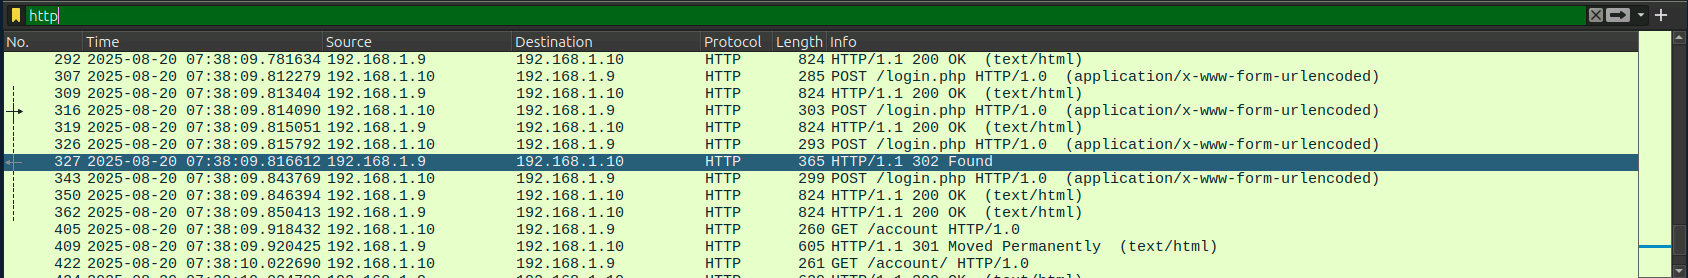 http
No. Time Source Destination Protocol Length Info
292 2025-08-20 07:38:09.781634 192.168.1.9 192.168.1.10 HTTP 824 HTTP/1.1 200 OK (text/html)
307 2025-08-20 07:38:09.812279 192.168.1.10 192.168.1.9 HTTP 285 POST /login.php HTTP/1.0 (application/x-www-form-urlencoded)
309 2025-08-20 07:38:09.813404 192.168.1.9 192.168.1.10 HTTP 824 HTTP/1.1 200 OK (text/html)
316 2025-08-20 07:38:09.814090 192.168.1.10 192.168.1.9 HTTP 303 POST /login.php HTTP/1.0 (application/x-www-form-urlencoded)
319 2025-08-20 07:38:09.815051 192.168.1.9 192.168.1.10 HTTP 824 HTTP/1.1 200 OK (text/html)
326 2025-08-20 07:38:09.815792 192.168.1.10 192.168.1.9 HTTP 293 POST /login.php HTTP/1.0 (application/x-www-form-urlencoded)
327 2025-08-20 07:38:09.816612 192.168.1.9 192.168.1.10 HTTP 365 HTTP/1.1 302 Found
343 2025-08-20 07:38:09.843769 192.168.1.10 192.168.1.9 HTTP 299 POST /login.php HTTP/1.0 (application/x-www-form-urlencoded)
350 2025-08-20 07:38:09.846394 192.168.1.9 192.168.1.10 HTTP 824 HTTP/1.1 200 OK (text/html)
362 2025-08-20 07:38:09.850413 192.168.1.9 192.168.1.10 HTTP 824 HTTP/1.1 200 OK (text/html)
405 2025-08-20 07:38:09.918432 192.168.1.10 192.168.1.9 HTTP 260 GET /account HTTP/1.0
409 2025-08-20 07:38:09.920425 192.168.1.9 192.168.1.10 HTTP 605 HTTP/1.1 301 Moved Permanently (text/html)
422 2025-08-20 07:38:10.022690 192.168.1.10 192.168.1.9 HTTP 261 GET /account/ HTTP/1.0